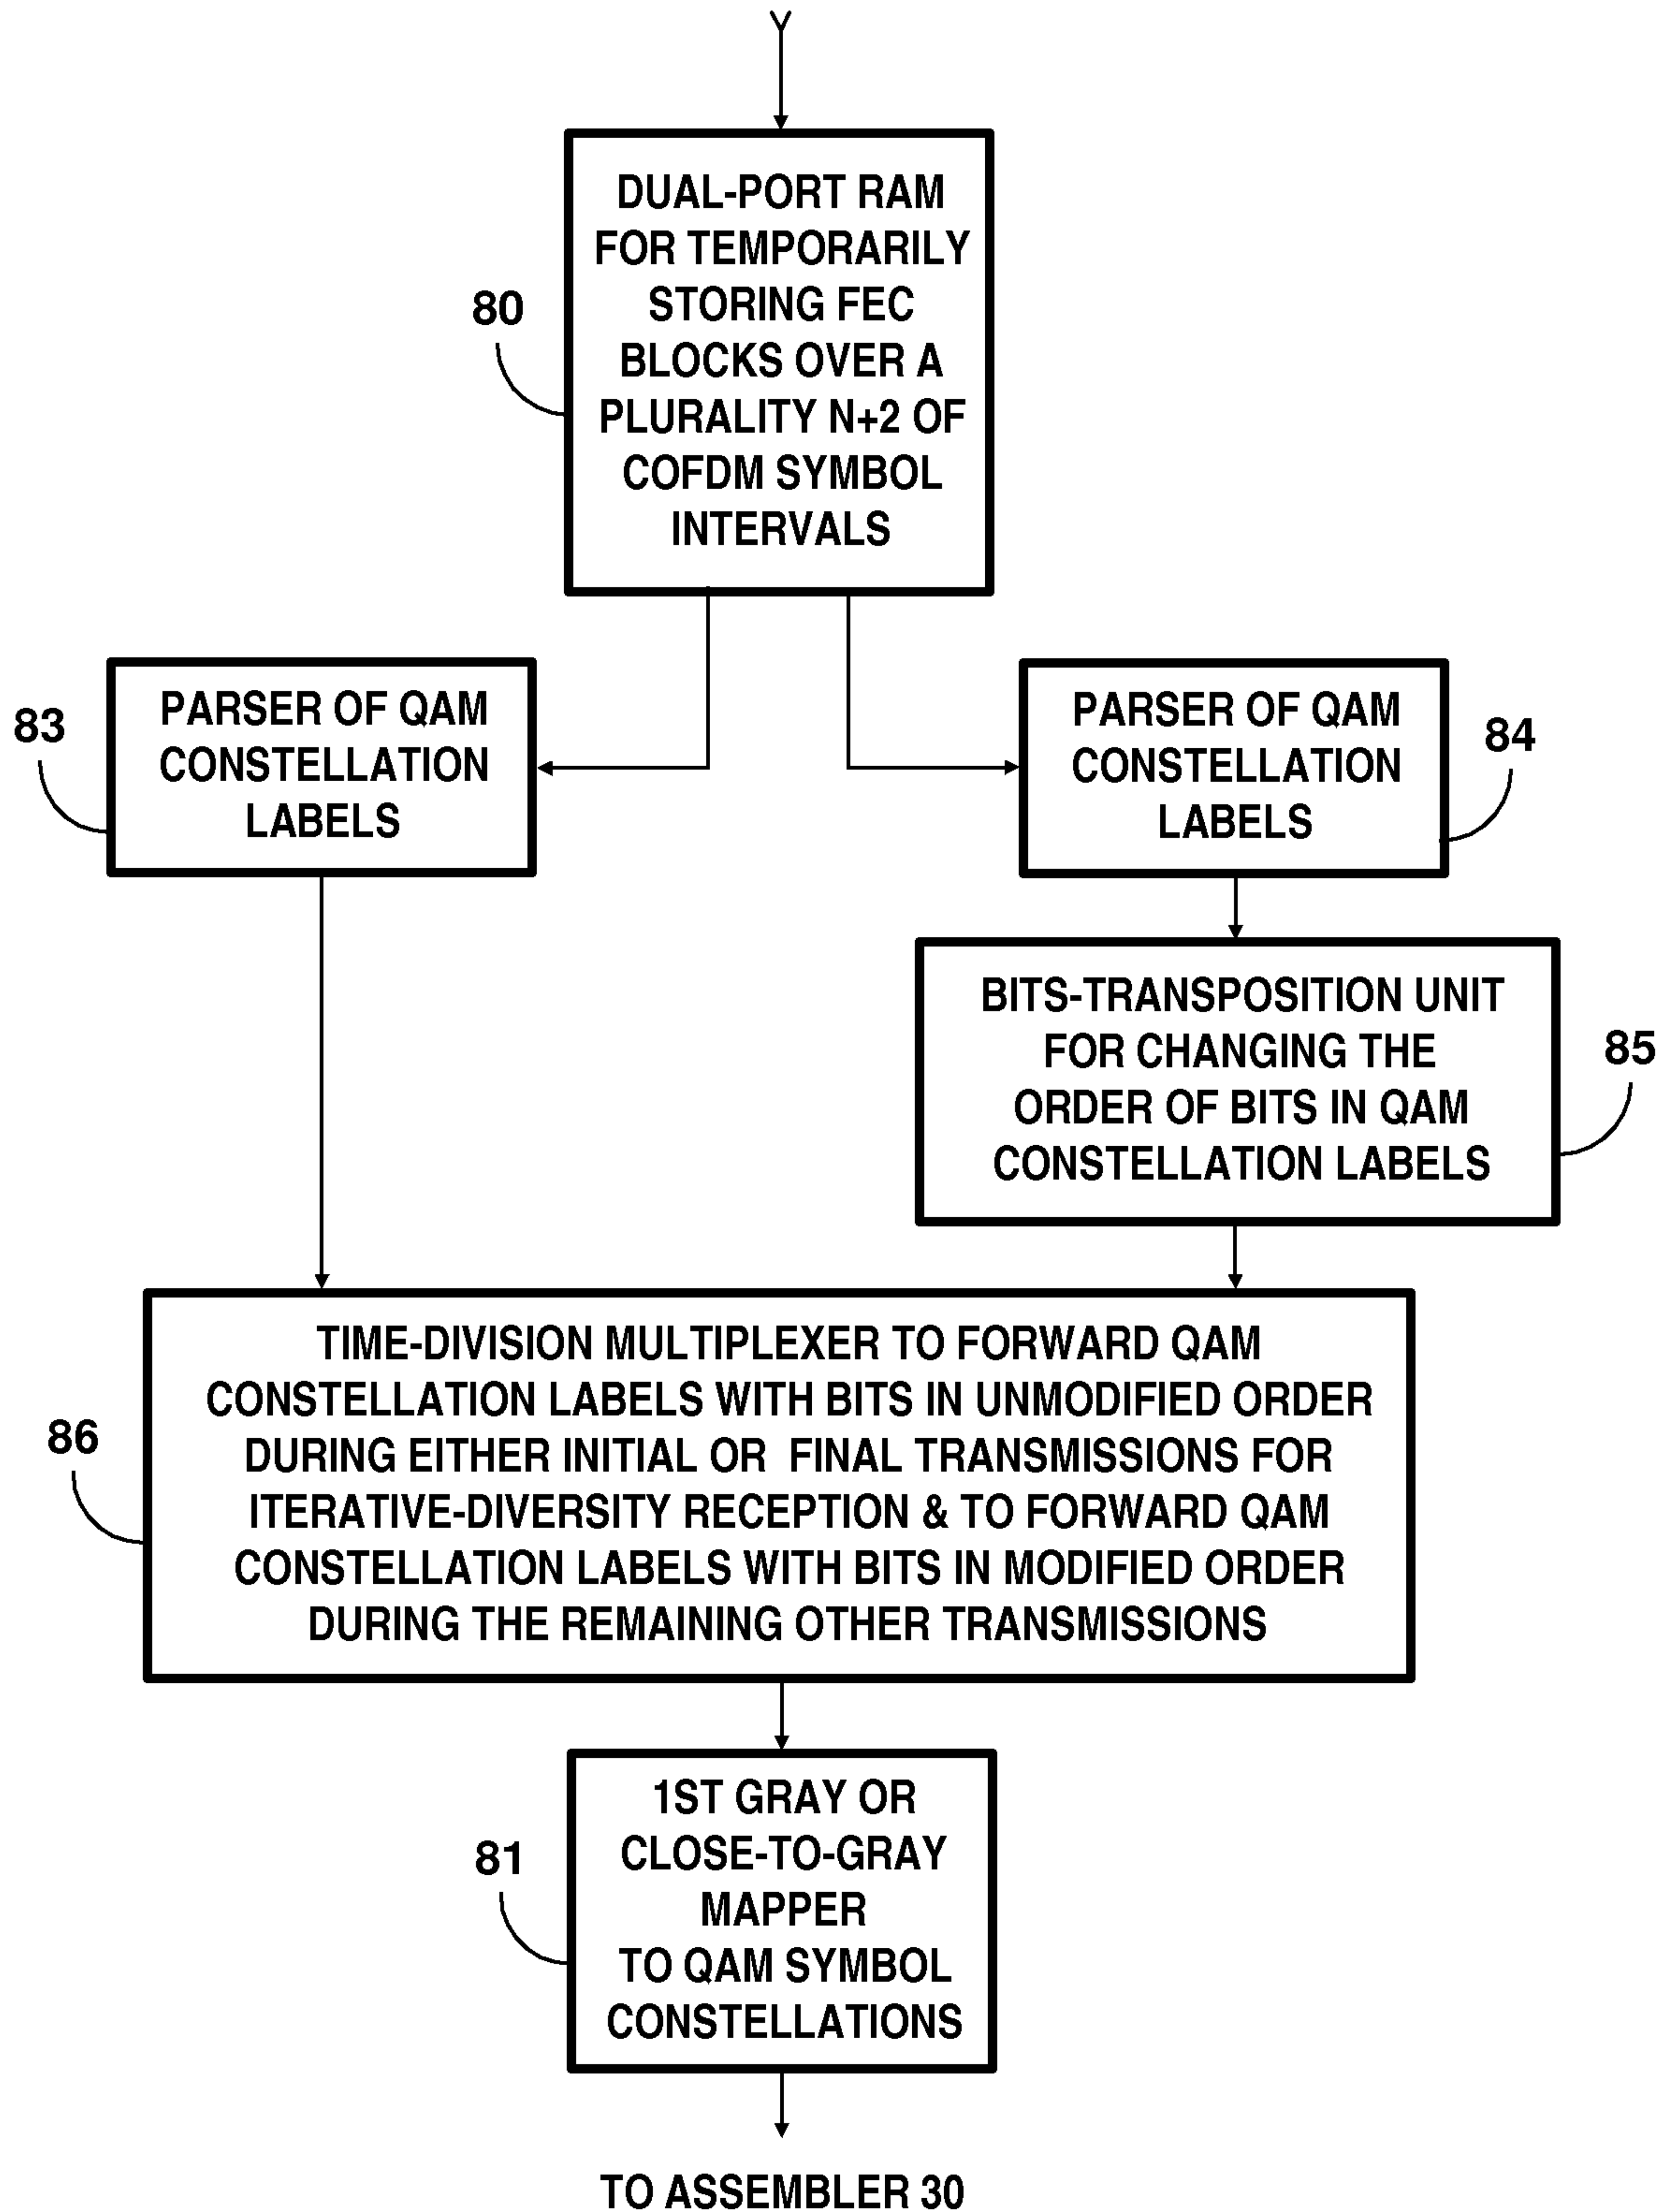 DUAL-PORT RAM
FOR TEMPORARILY
STORING FEC
BLOCKS OVER A
PLURALITY N+2 OF
COFDM SYMBOL
INTERVALS
80
PARSER OF QAM
CONSTELLATION
LABELS
83
PARSER OF QAM
CONSTELLATION
LABELS
84
BITS-TRANSPOSITION UNIT
FOR CHANGING THE
ORDER OF BITS IN QAM
CONSTELLATION LABELS
85
TIME-DIVISION MULTIPLEXER TO FORWARD QAM
CONSTELLATION LABELS WITH BITS IN UNMODIFIED ORDER
DURING EITHER INITIAL OR FINAL TRANSMISSIONS FOR
ITERATIVE-DIVERSITY RECEPTION & TO FORWARD QAM
CONSTELLATION LABELS WITH BITS IN MODIFIED ORDER
DURING THE REMAINING OTHER TRANSMISSIONS
86
1ST GRAY OR
CLOSE-TO-GRAY
MAPPER
TO QAM SYMBOL
CONSTELLATIONS
81
TO ASSEMBLER 30